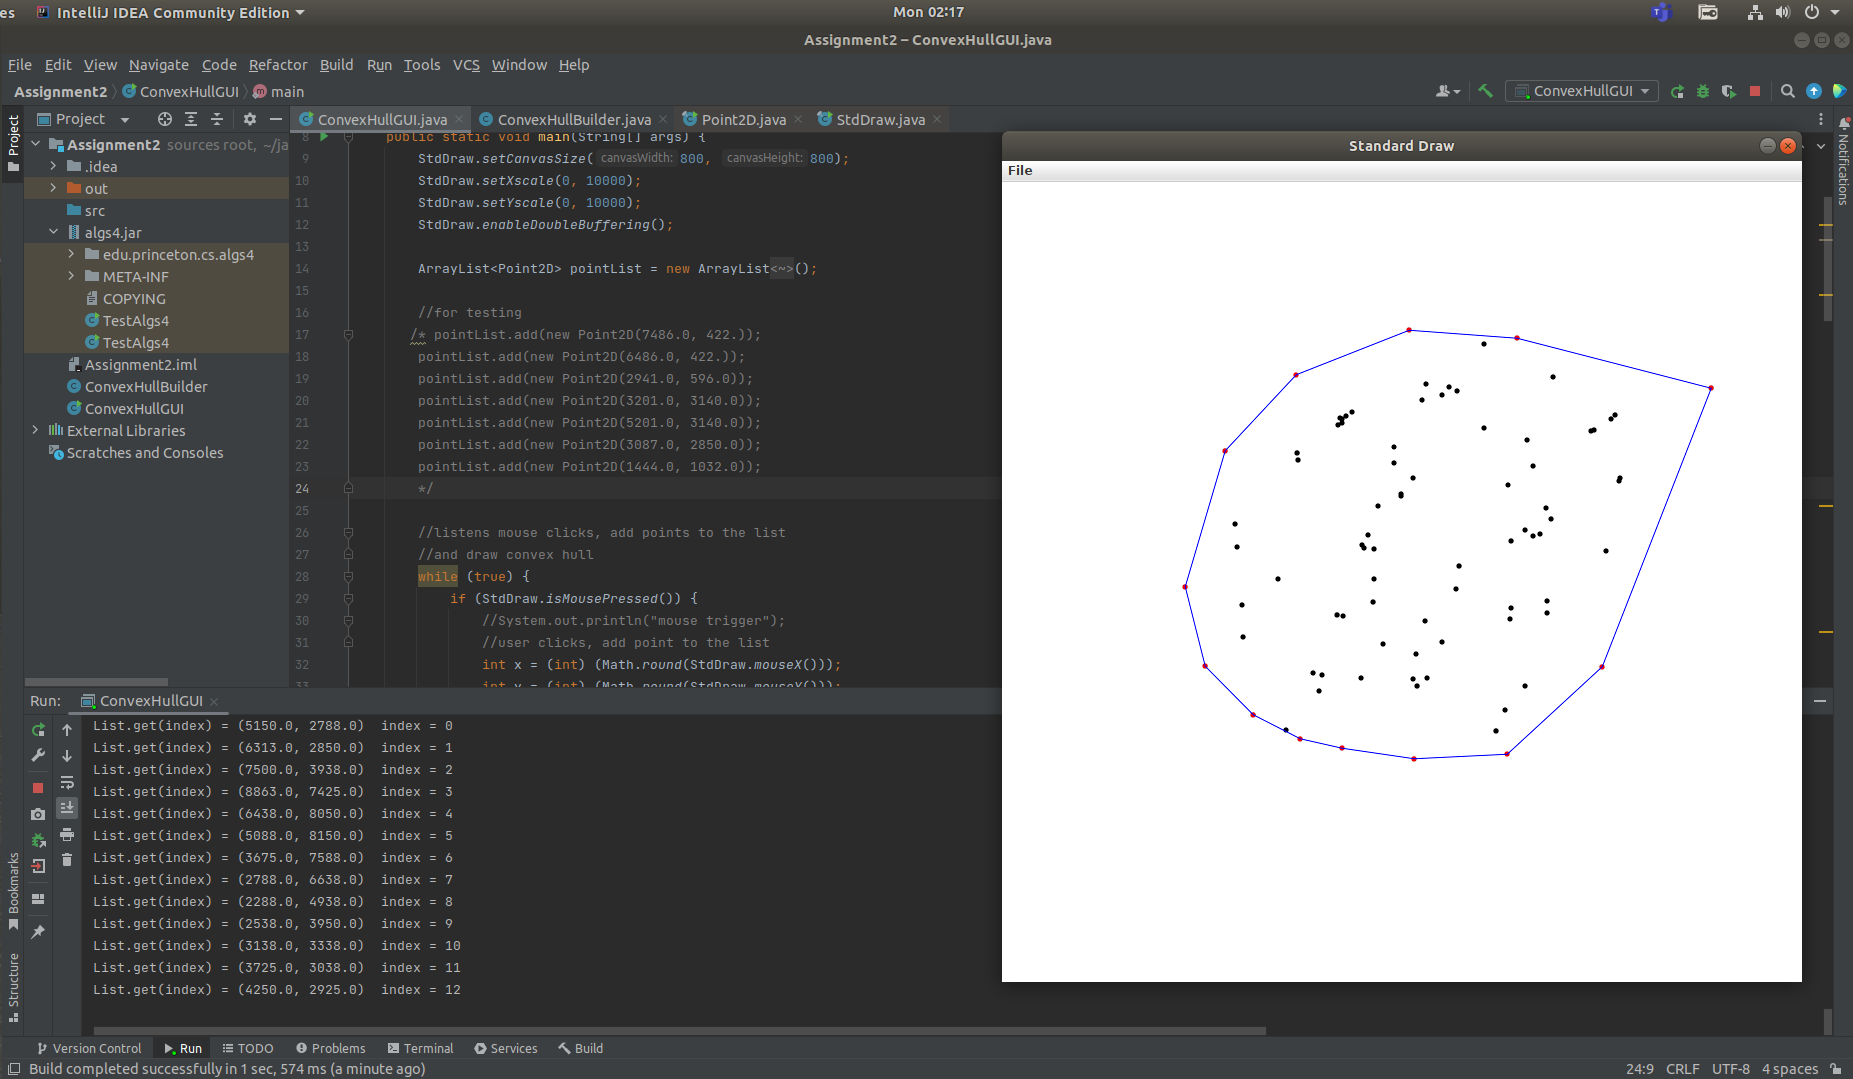 es IntelliJ IDEA Community Edition Mon 02:17
Assignment2 – ConvexHullGUI.java
File Edit View Navigate Code Refactor Build Run Tools VCS Window Help
Assignment2 ConvexHullGUI main ConvexHullGUI
Project
Project
ConvexHullGUI.java ConvexHullBuilder.java Point2D.java StdDraw.java
Assignment2 sources root, ~/ja
.idea
out
src
algs4.jar
edu.princeton.cs.algs4
META-INF
COPYING
TestAlgs4
TestAlgs4
Assignment2.iml
ConvexHullBuilder
ConvexHullGUI
External Libraries
Scratches and Consoles
8 public static void main(String[] args) {
9 StdDraw.setCanvasSize( canvasWidth: 800, canvasHeight: 800);
10 StdDraw.setXscale(0, 10000);
11 StdDraw.setYscale(0, 10000);
12 StdDraw.enableDoubleBuffering();
13
14 ArrayList<Point2D> pointList = new ArrayList<~>();
15
16 //for testing
17 /* pointList.add(new Point2D(7486.0, 422.));
18 pointList.add(new Point2D(6486.0, 422.));
19 pointList.add(new Point2D(2941.0, 596.0));
20 pointList.add(new Point2D(3201.0, 3140.0));
21 pointList.add(new Point2D(5201.0, 3140.0));
22 pointList.add(new Point2D(3087.0, 2850.0));
23 pointList.add(new Point2D(1444.0, 1032.0));
24 */
25
26 //listens mouse clicks, add points to the list
27 //and draw convex hull
28 while (true) {
29 if (StdDraw.isMousePressed()) {
30 //System.out.println("mouse trigger");
31 //user clicks, add point to the list
32 int x = (int) (Math.round(StdDraw.mouseX()));
33 int y = (int) (Math.round(StdDraw.mouseY()));
Standard Draw
File
Notifications
Run: ConvexHullGUI
List.get(index) = (5150.0, 2788.0) index = 0
List.get(index) = (6313.0, 2850.0) index = 1
List.get(index) = (7500.0, 3938.0) index = 2
List.get(index) = (8863.0, 7425.0) index = 3
List.get(index) = (6438.0, 8050.0) index = 4
List.get(index) = (5088.0, 8150.0) index = 5
List.get(index) = (3675.0, 7588.0) index = 6
List.get(index) = (2788.0, 6638.0) index = 7
List.get(index) = (2288.0, 4938.0) index = 8
List.get(index) = (2538.0, 3950.0) index = 9
List.get(index) = (3138.0, 3338.0) index = 10
List.get(index) = (3725.0, 3038.0) index = 11
List.get(index) = (4250.0, 2925.0) index = 12
Bookmarks
Structure
Version Control Run TODO Problems Terminal Services Build
Build completed successfully in 1 sec, 574 ms (a minute ago) 24:9 CRLF UTF-8 4 spaces